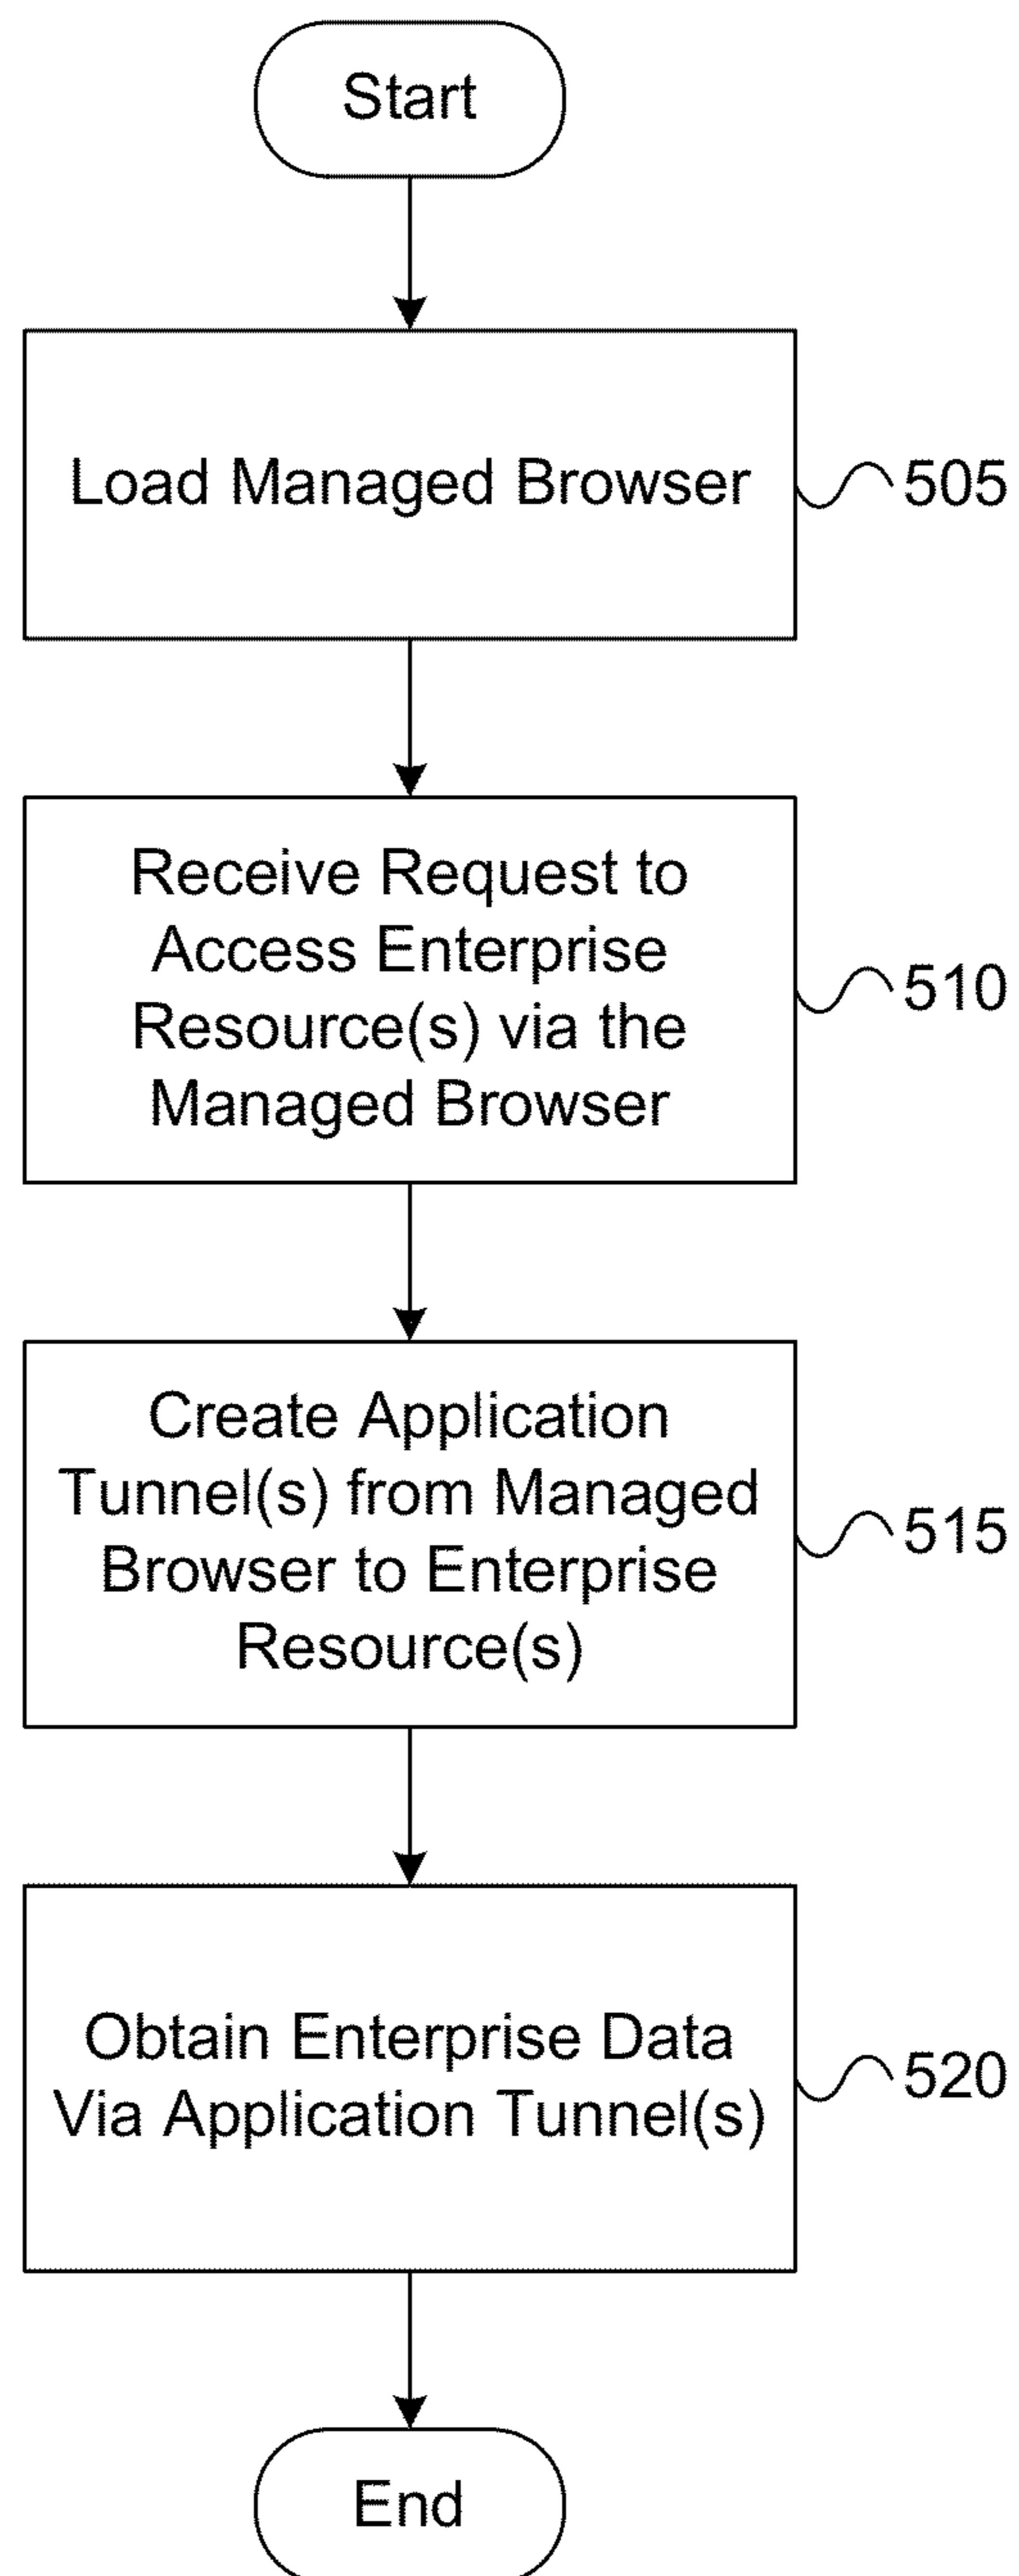 Start
Load Managed Browser
505
Receive Request to
Access Enterprise
Resource(s) via the
Managed Browser
510
Create Application
Tunnel(s) from Managed
Browser to Enterprise
Resource(s)
515
Obtain Enterprise Data
Via Application Tunnel(s)
520
End